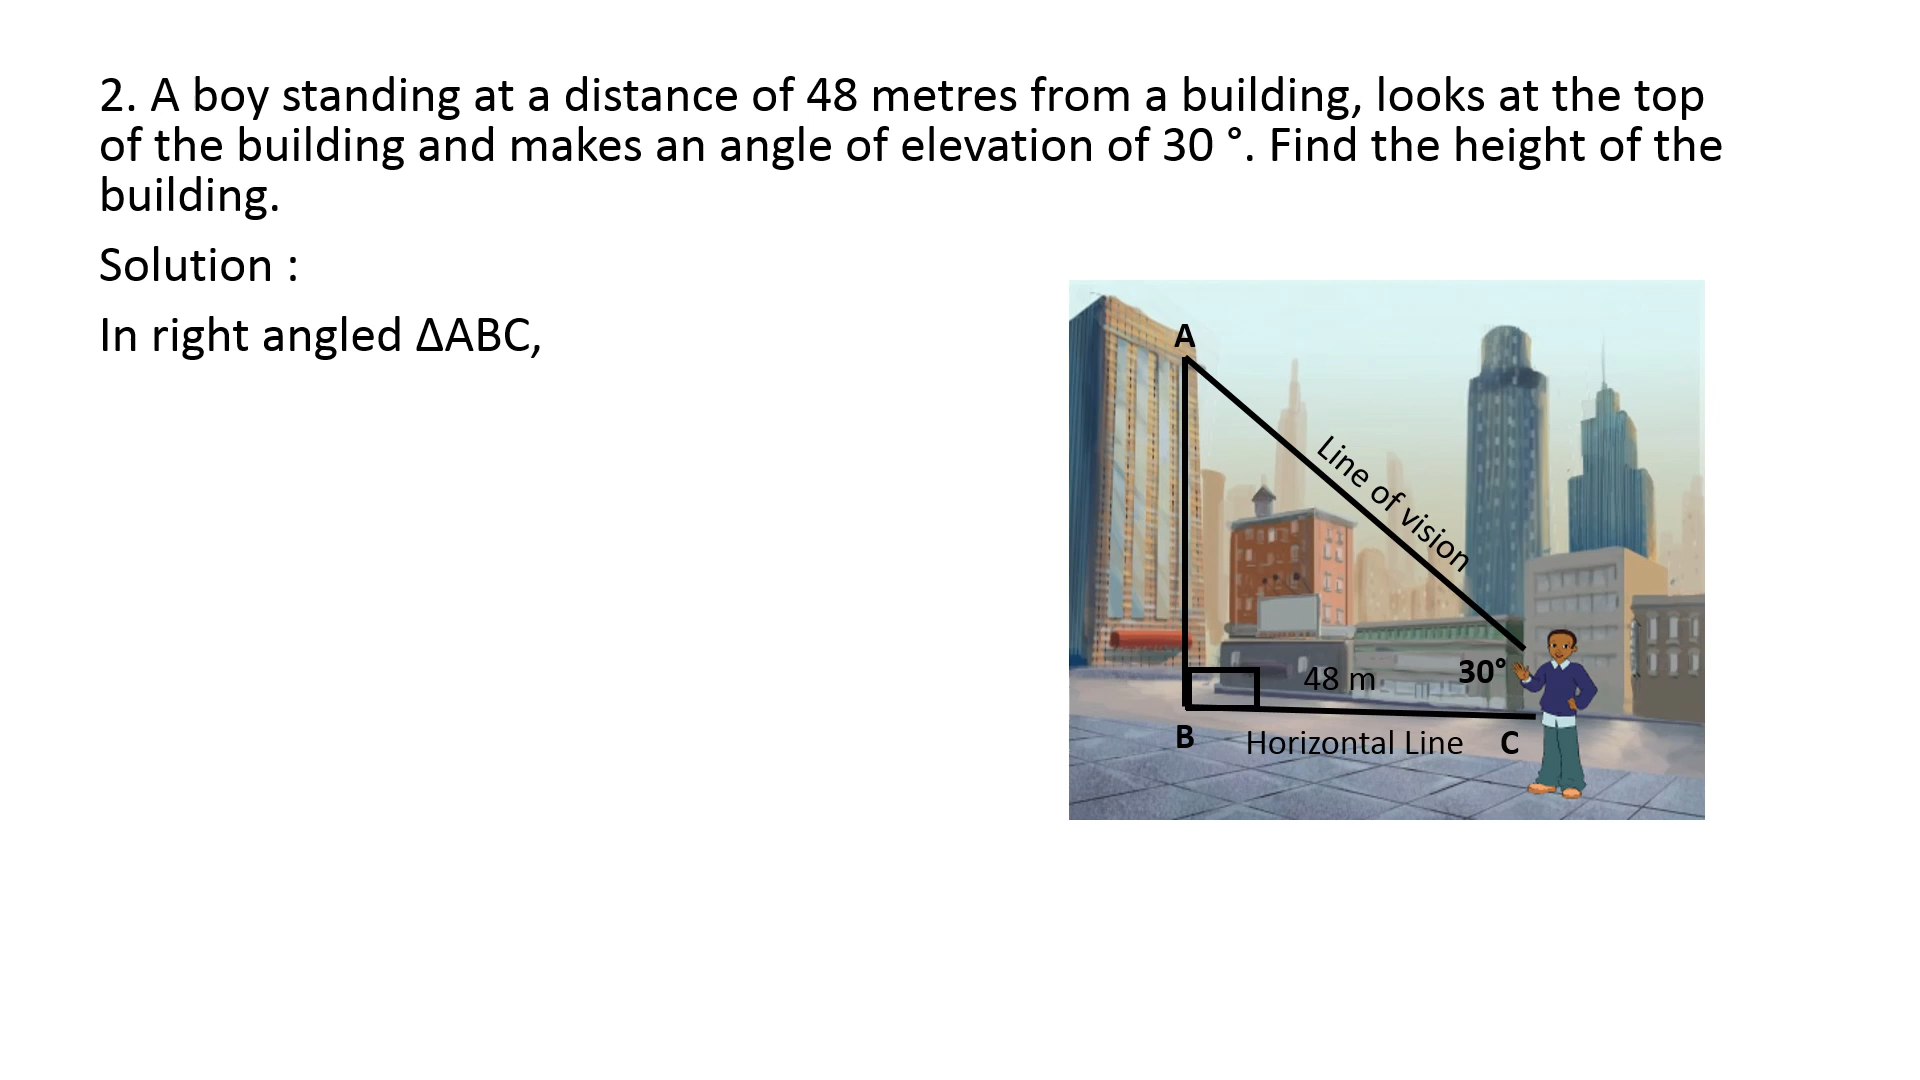 2. A boy standing at a distance of 48 metres from a building, looks at the top
of the building and makes an angle of elevation of 30 °. Find the height of the
building.
Solution :
In right angled ∆ABC,
A
Line of vision
48 m
30°
B
Horizontal Line
C